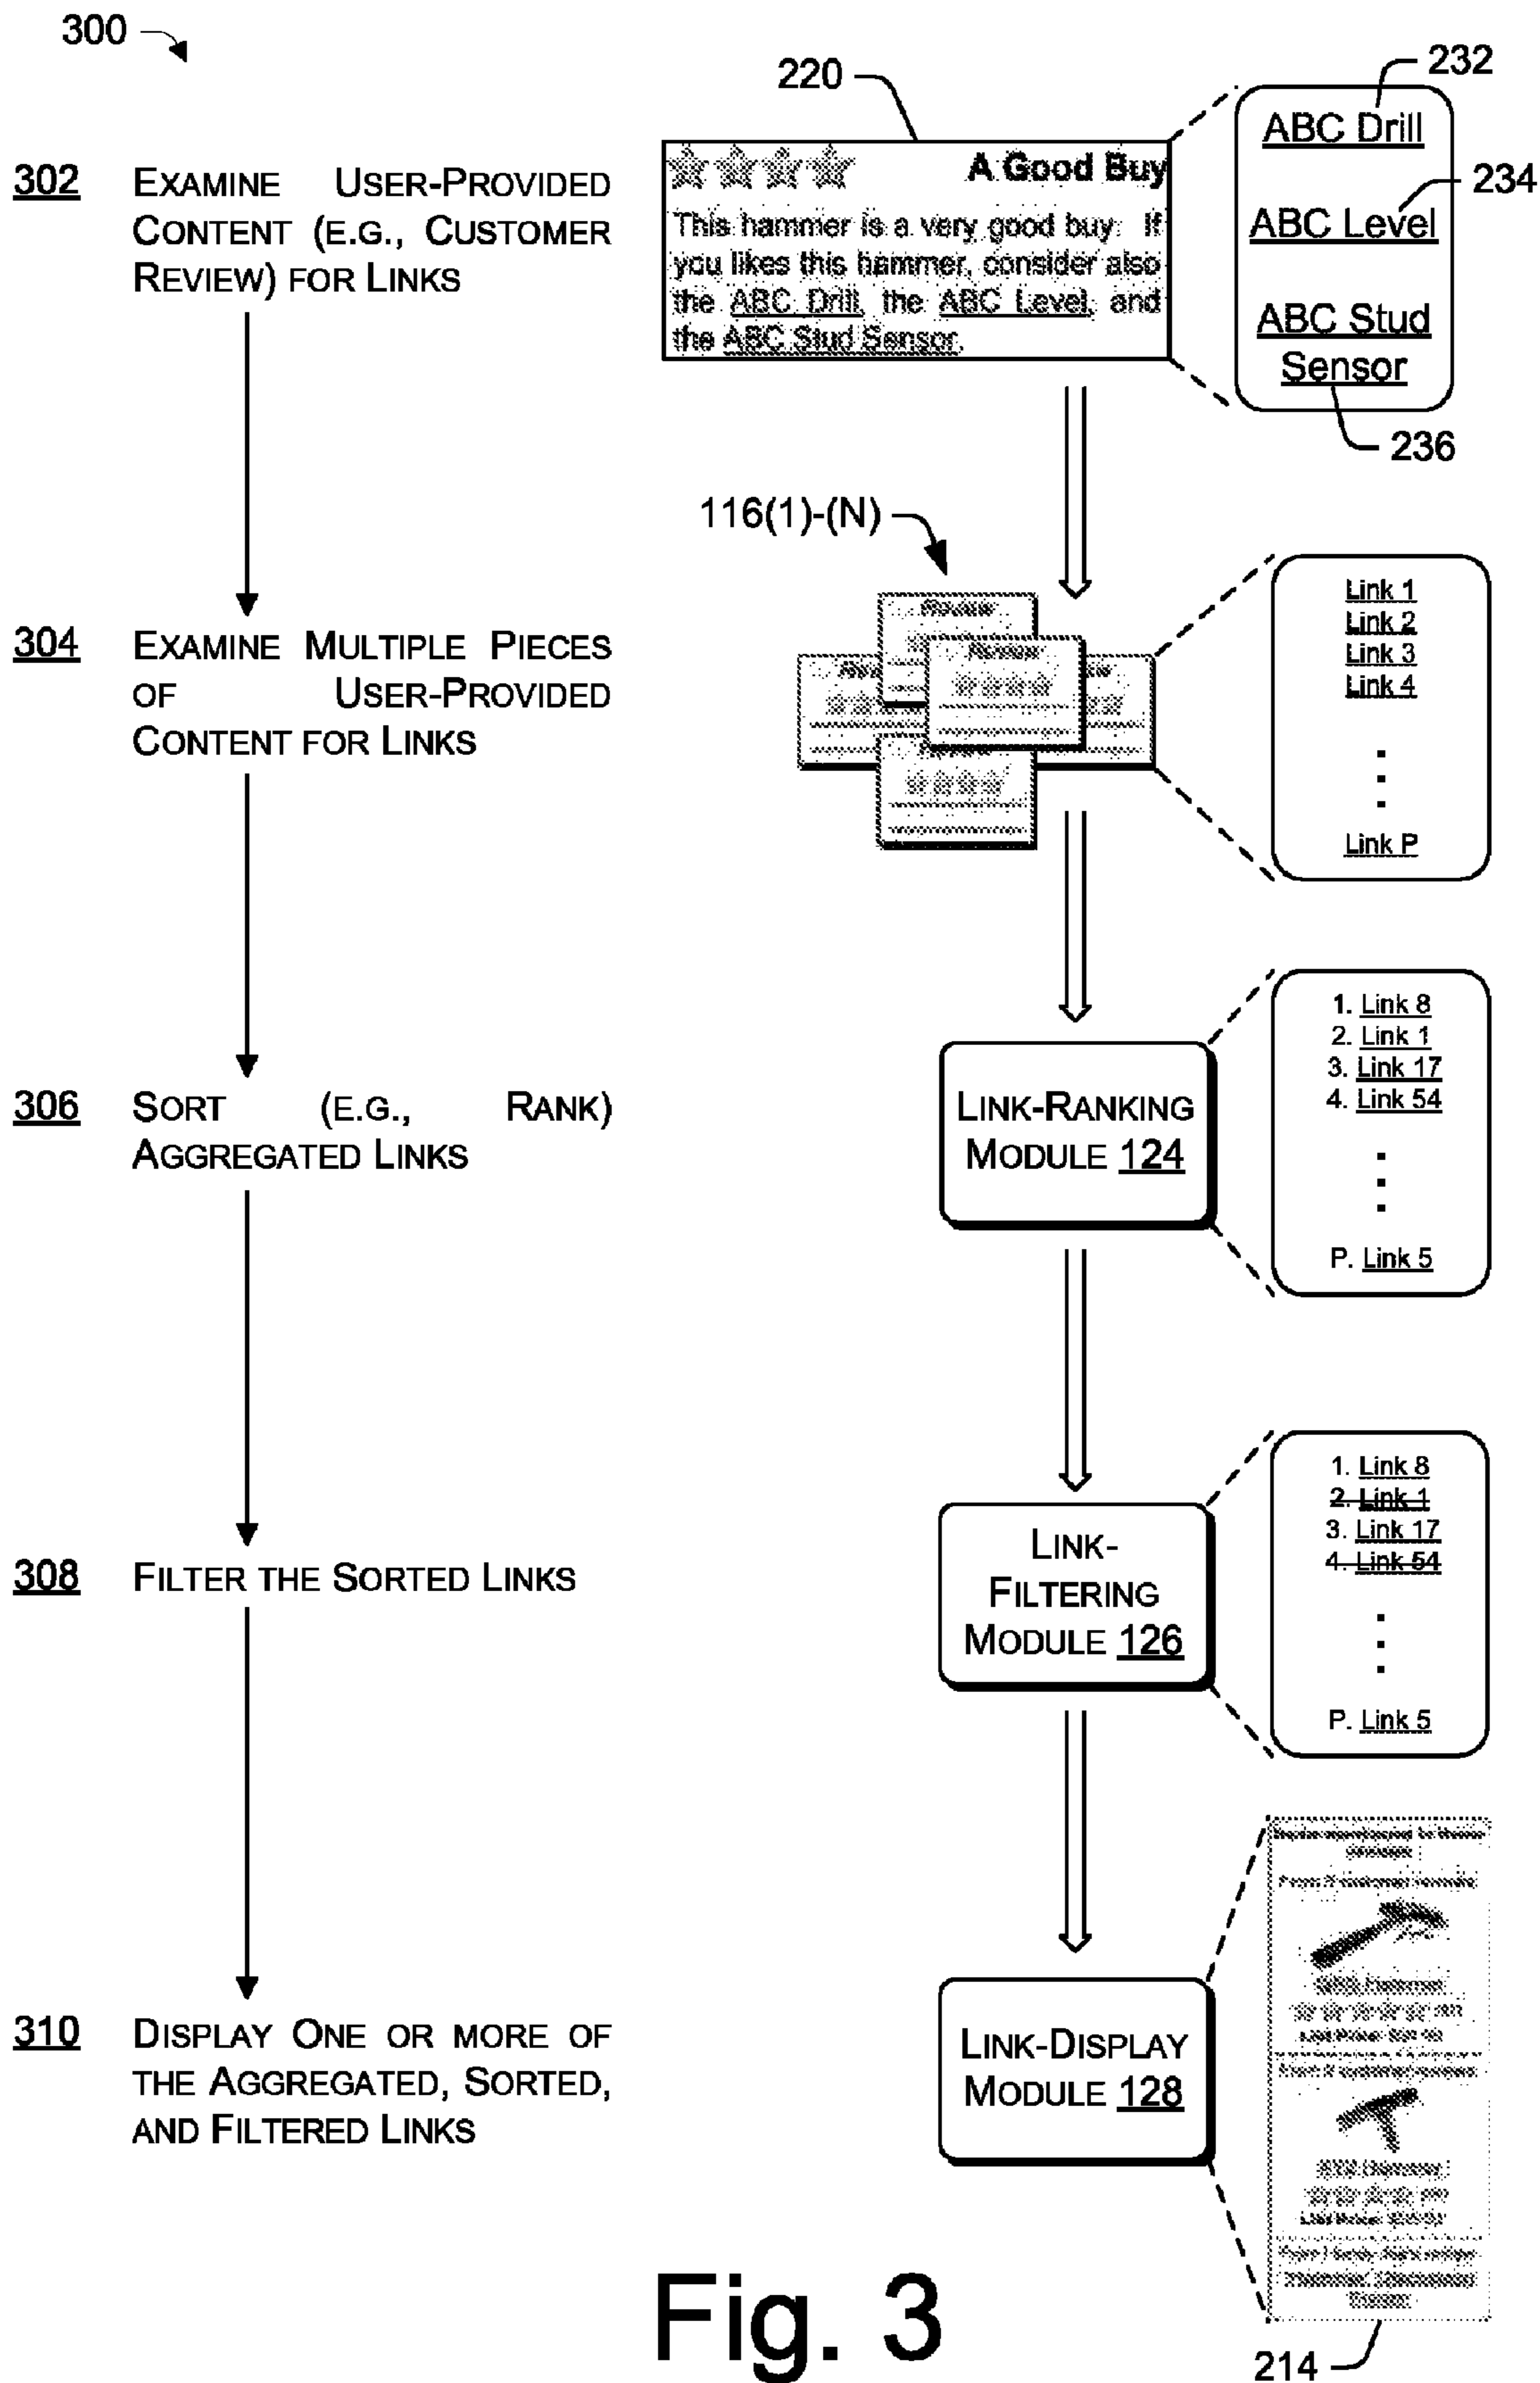 300
220
232
ABC Drill
234
ABC Level
ABC Stud
Sensor
236
302 EXAMINE USER-PROVIDED
CONTENT (E.G., CUSTOMER
REVIEW) FOR LINKS
A Good Buy
This hammer is a very good buy. If
you likes this hammer, consider also
the ABC Drill, the ABC Level, and
the ABC Stud Sensor.
116(1)-(N)
304 EXAMINE MULTIPLE PIECES
OF USER-PROVIDED
CONTENT FOR LINKS
Review
Review
Link 1
Link 2
Link 3
Link 4
Link P
306 SORT (E.G., RANK)
AGGREGATED LINKS
LINK-RANKING
MODULE 124
1. Link 8
2. Link 1
3. Link 17
4. Link 54
P. Link 5
308 FILTER THE SORTED LINKS
LINK-
FILTERING
MODULE 126
1. Link 8
2. Link 1
3. Link 17
4. Link 54
P. Link 5
310 DISPLAY ONE OR MORE OF
THE AGGREGATED, SORTED,
AND FILTERED LINKS
LINK-DISPLAY
MODULE 128
214
Fig. 3